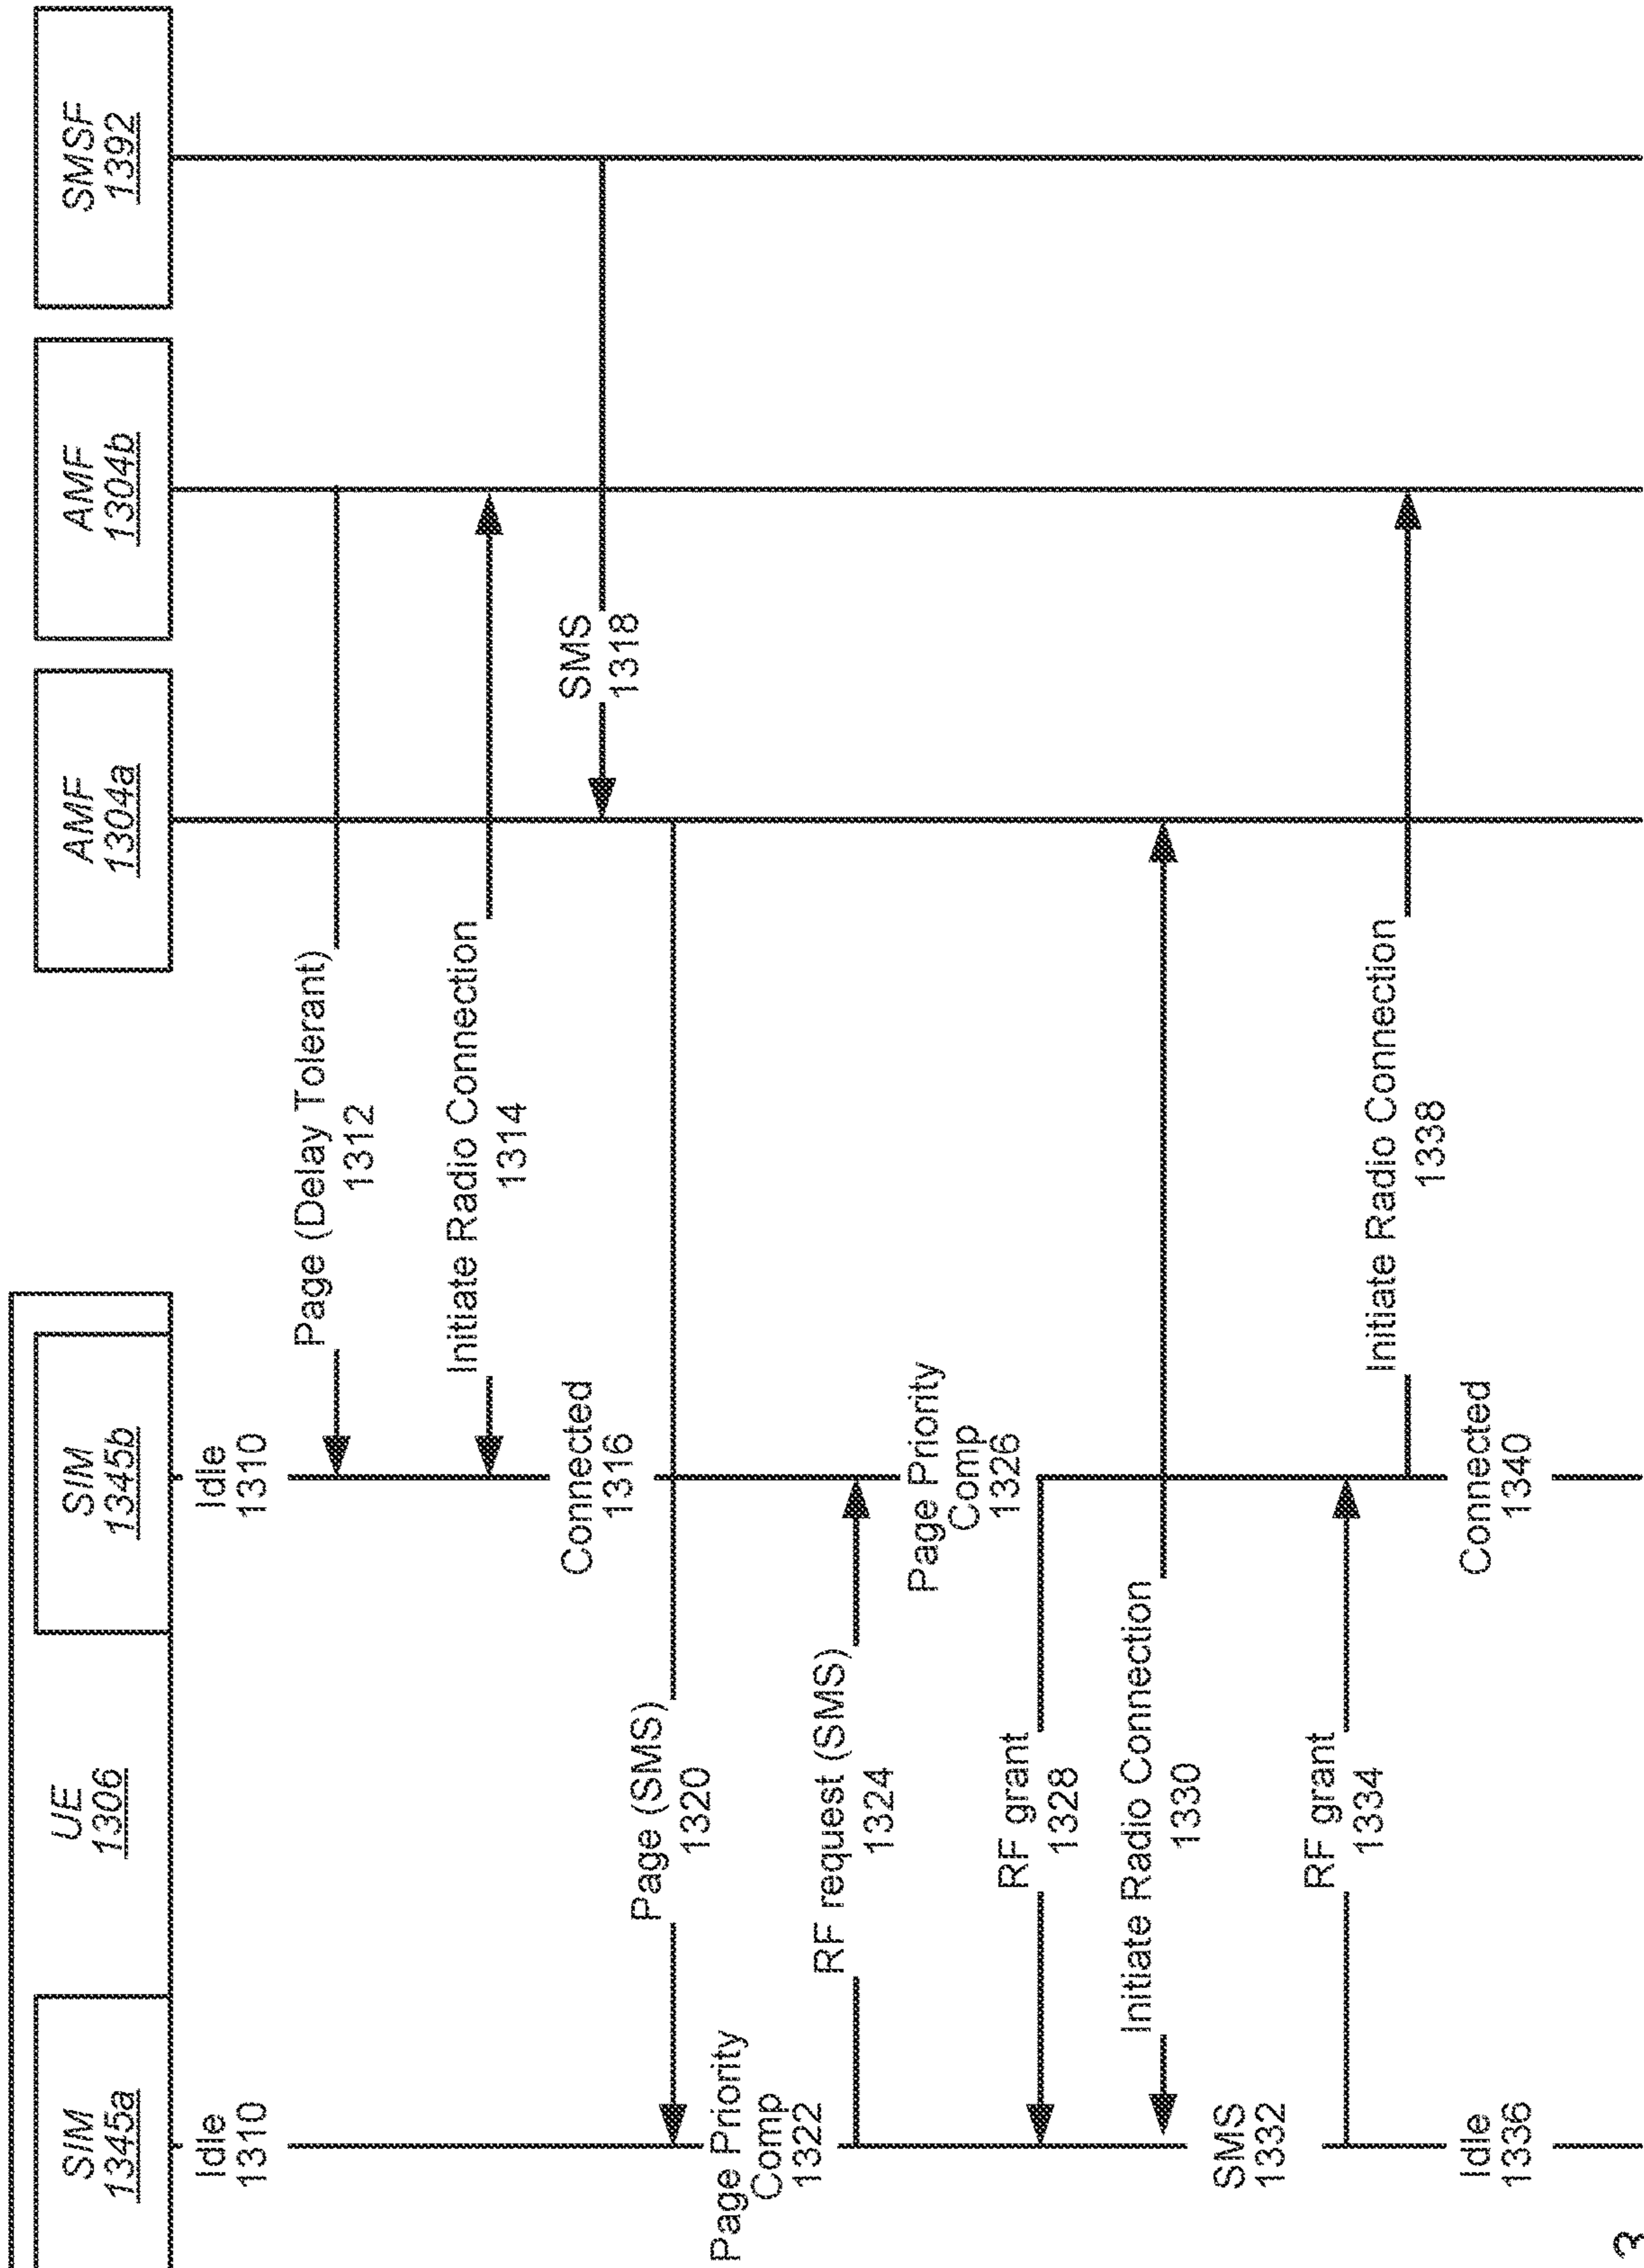 UE
1306
SIM
1345a
SIM
1345b
AMF
1304a
AMF
1304b
SMSF
1392
Idle
1310
Idle
1310
Page (Delay Tolerant)
1312
Initiate Radio Connection
1314
Connected
1316
SMS
1318
Page (SMS)
1320
Page Priority
Comp
1322
RF request (SMS)
1324
Page Priority
Comp
1326
RF grant
1328
Initiate Radio Connection
1330
SMS
1332
RF grant
1334
Idle
1336
Initiate Radio Connection
1338
Connected
1340